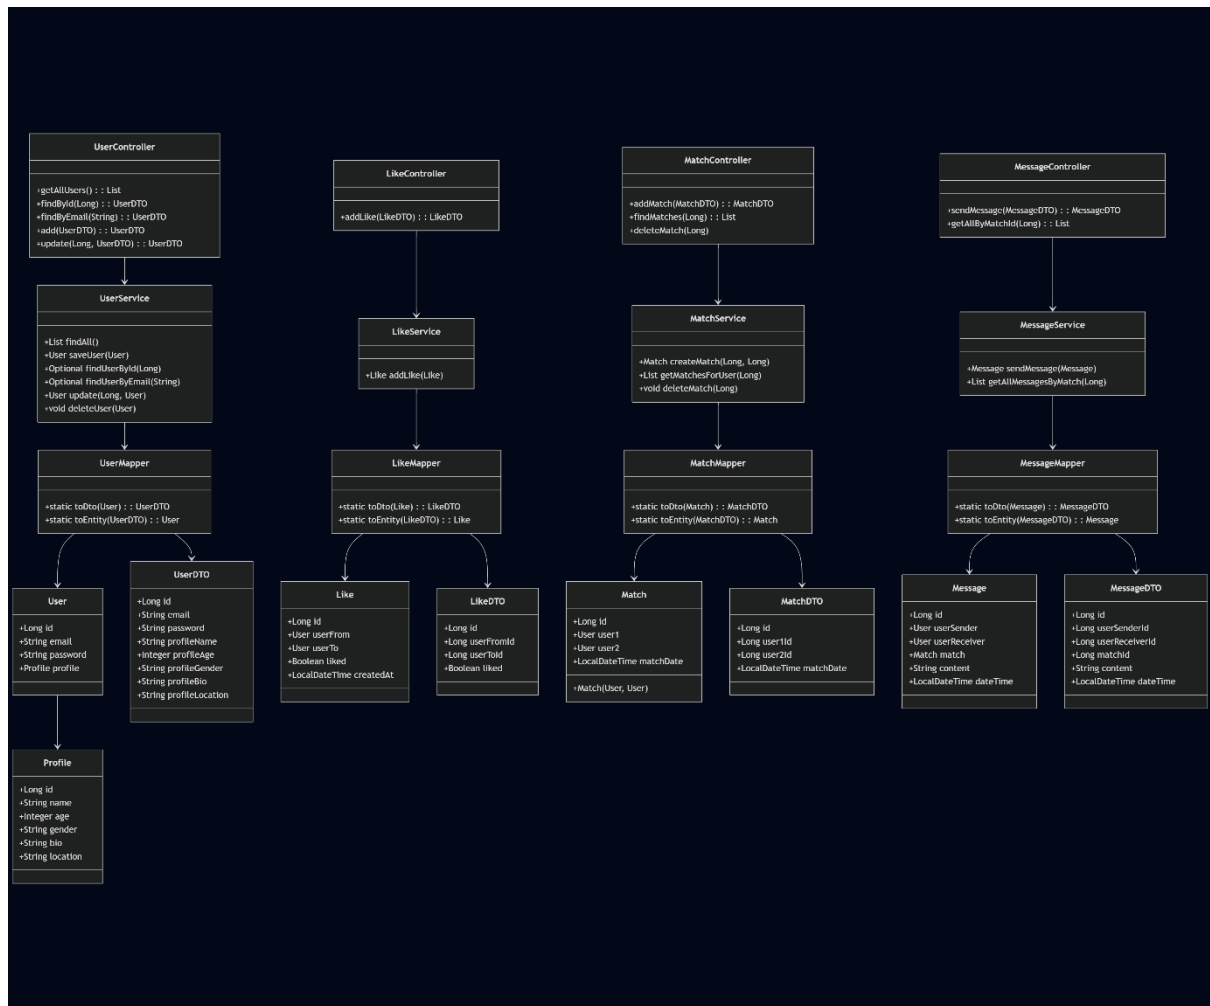 UserController
+getAllUsers() : : List
+findById(Long) : : UserDTO
+findByEmail(String) : : UserDTO
+add(UserDTO) : : UserDTO
+update(Long, UserDTO) : : UserDTO
UserService
+List findAll()
+User saveUser(User)
+Optional findUserById(Long)
+Optional findUserByEmail(String)
+User update(Long, User)
+void deleteUser(User)
UserMapper
+static toDto(User) : : UserDTO
+static toEntity(UserDTO) : : User
User
+Long id
+String email
+String password
+Profile profile
UserDTO
+Long id
+String email
+String password
+String profileName
+Integer profileAge
+String profileGender
+String profileBio
+String profileLocation
Profile
+Long id
+String name
+Integer age
+String gender
+String bio
+String location
LikeController
+addLike(LikeDTO) : : LikeDTO
LikeService
+Like addLike(Like)
LikeMapper
+static toDto(Like) : : LikeDTO
+static toEntity(LikeDTO) : : Like
Like
+Long id
+User userFrom
+User userTo
+Boolean liked
+LocalDateTime createdAt
LikeDTO
+Long id
+Long userFromId
+Long userToId
+Boolean liked
MatchController
+addMatch(MatchDTO) : : MatchDTO
+findMatches(Long) : : List
+deleteMatch(Long)
MatchService
+Match createMatch(Long, Long)
+List getMatchesForUser(Long)
+void deleteMatch(Long)
MatchMapper
+static toDto(Match) : : MatchDTO
+static toEntity(MatchDTO) : : Match
Match
+Long id
+User user1
+User user2
+LocalDateTime matchDate
+Match(User, User)
MatchDTO
+Long id
+Long user1Id
+Long user2Id
+LocalDateTime matchDate
MessageController
+sendMessage(MessageDTO) : : MessageDTO
+getAllByMatchId(Long) : : List
MessageService
+Message sendMessage(Message)
+List getAllMessagesByMatch(Long)
MessageMapper
+static toDto(Message) : : MessageDTO
+static toEntity(MessageDTO) : : Message
Message
+Long id
+User userSender
+User userReceiver
+Match match
+String content
+LocalDateTime dateTime
MessageDTO
+Long id
+Long userSenderId
+Long userReceiverId
+Long matchId
+String content
+LocalDateTime dateTime